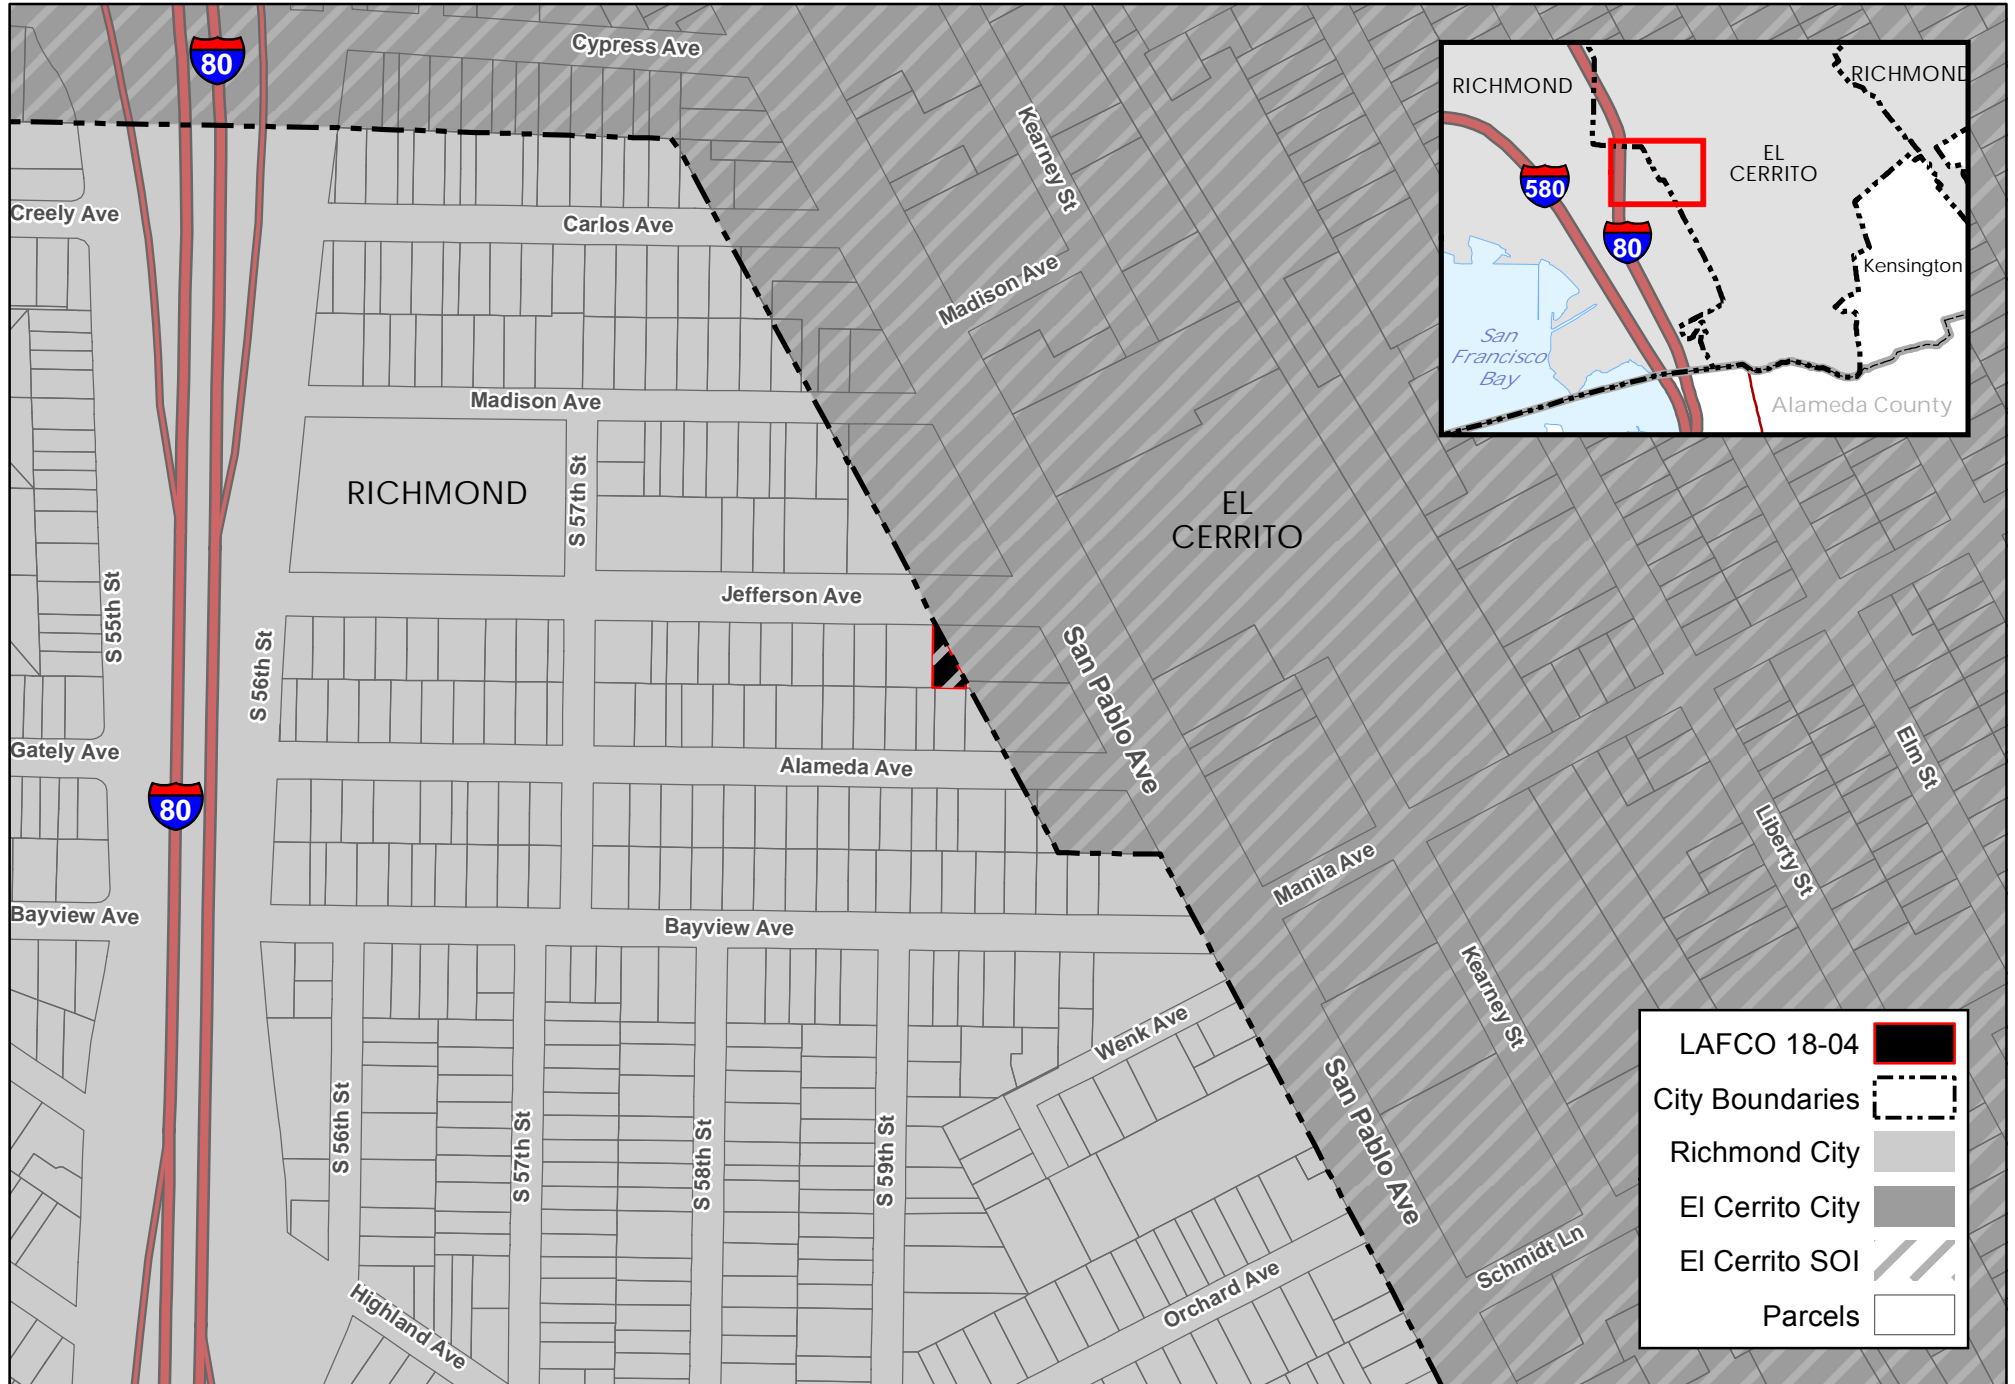 Cypress Ave
80
Kearney St
Creely Ave
Carlos Ave
Madison Ave
Madison Ave
RICHMOND
S 57th St
EL
CERRITO
S 55th St
Jefferson Ave
S 56th St
San Pablo Ave
Gately Ave
Alameda Ave
80
Elm St
Liberty St
Manila Ave
Bayview Ave
Bayview Ave
Kearney St
Wenk Ave
San Pablo Ave
S 56th St
S 57th St
S 58th St
S 59th St
Schmidt Ln
Orchard Ave
Highland Ave
RICHMOND
RICHMOND
EL
CERRITO
580
80
Kensington
San
Francisco
Bay
Alameda County
LAFCO 18-04
City Boundaries
Richmond City
El Cerrito City
El Cerrito SOI
Parcels